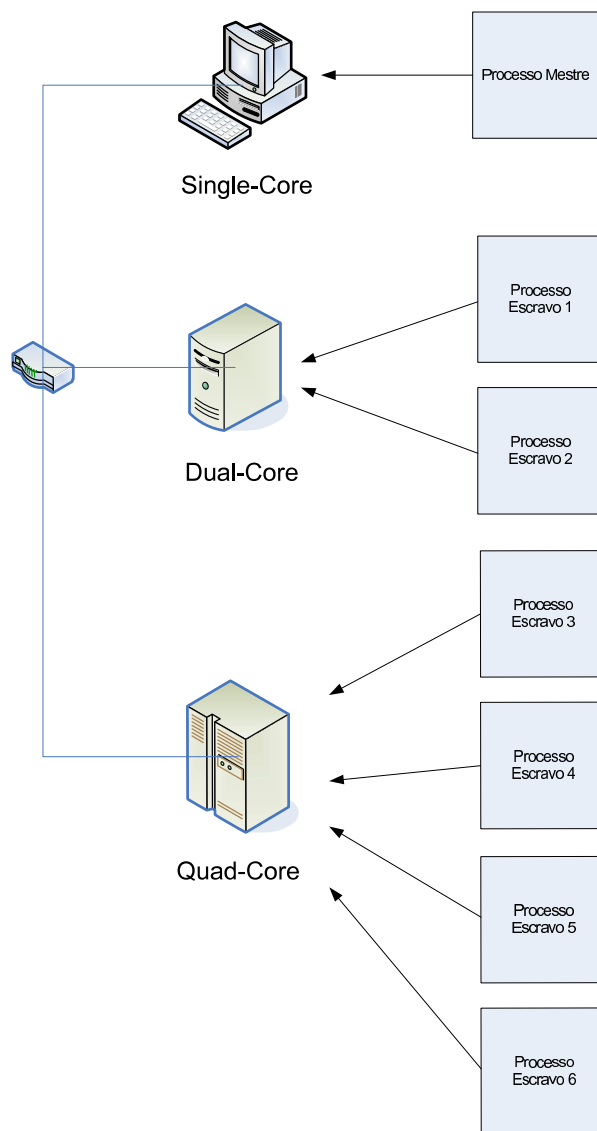 Processo Mestre
Single-Core
Processo
Escravo 1
Dual-Core
Processo
Escravo 2
Processo
Escravo 3
Processo
Escravo 4
Quad-Core
Processo
Escravo 5
Processo
Escravo 6